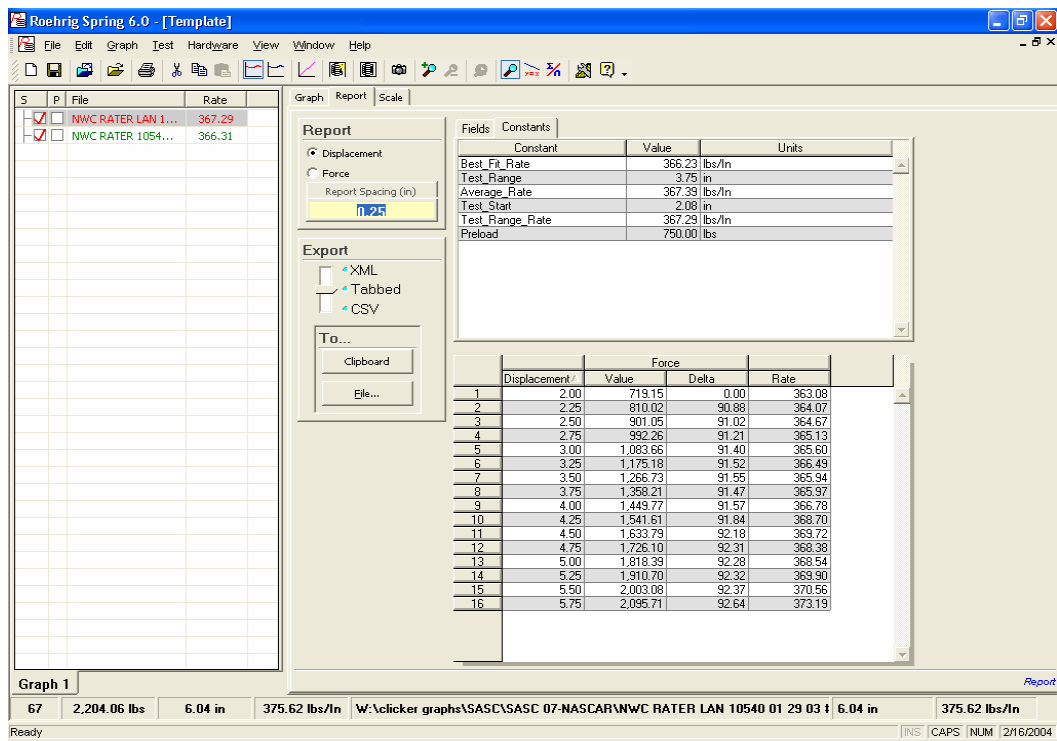 Roehrig Spring 6.0 - [Template]
File Edit Graph Test Hardware View Window Help
S P File Rate
NWC RATER LAN 1... 367.29
NWC RATER 1054... 366.31
Graph Report Scale
Report
Displacement
Force
Report Spacing (in)
0.25
Export
XML
Tabbed
CSV
To...
Clipboard
File...
Fields Constants
Constant Value Units
Best_Fit_Rate 366.23 lbs/In
Test_Range 3.75 in
Average_Rate 367.39 lbs/In
Test_Start 2.08 in
Test_Range_Rate 367.29 lbs/In
Preload 750.00 lbs
Force
Displacement Value Delta Rate
1 2.00 719.15 0.00 363.08
2 2.25 810.02 90.88 364.07
3 2.50 901.05 91.02 364.67
4 2.75 992.26 91.21 365.13
5 3.00 1,083.66 91.40 365.60
6 3.25 1,175.18 91.52 366.49
7 3.50 1,266.73 91.55 365.94
8 3.75 1,358.21 91.47 365.97
9 4.00 1,449.77 91.57 366.78
10 4.25 1,541.61 91.84 368.70
11 4.50 1,633.79 92.18 369.72
12 4.75 1,726.10 92.31 368.38
13 5.00 1,818.39 92.28 368.54
14 5.25 1,910.70 92.32 369.90
15 5.50 2,003.08 92.37 370.56
16 5.75 2,095.71 92.64 373.19
Graph 1
Report
67 2,204.06 lbs 6.04 in 375.62 lbs/In W:\clicker graphs\SASC\SASC 07-NASCAR\NWC RATER LAN 10540 01 29 03 6.04 in 375.62 lbs/In
Ready INS CAPS NUM 2/16/2004